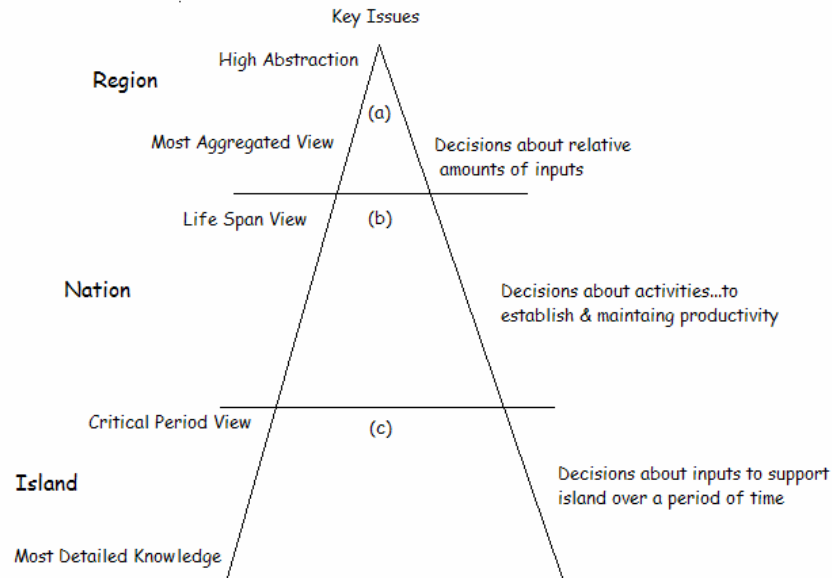 Key Issues
High Abstraction
Region
(a)
Most Aggregated View
Decisions about relative
amounts of inputs
Life Span View
(b)
Nation
Decisions about activities...to
establish & maintaing productivity
Critical Period View
(c)
Island
Decisions about inputs to support
island over a period of time
Most Detailed Knowledge